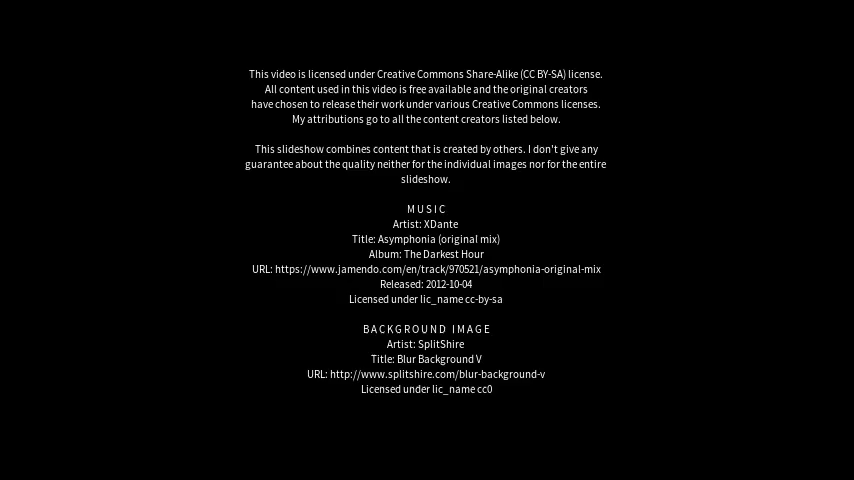 This video is licensed under Creative Commons Share-Alike (CC BY-SA) license.
All content used in this video is free available and the original creators
have chosen to release their work under various Creative Commons licenses.
My attributions go to all the content creators listed below.
This slideshow combines content that is created by others. I don't give any
guarantee about the quality neither for the individual images nor for the entire
slideshow.
MUSIC
Artist: XDante
Title: Asymphonia (original mix)
Album: The Darkest Hour
URL: https://www.jamendo.com/en/track/970521/asymphonia-original-mix
Released: 2012-10-04
Licensed under lic_name cc-by-sa
BACKGROUND IMAGE
Artist: SplitShire
Title: Blur Background V
URL: http://www.splitshire.com/blur-background-v
Licensed under lic_name cc0